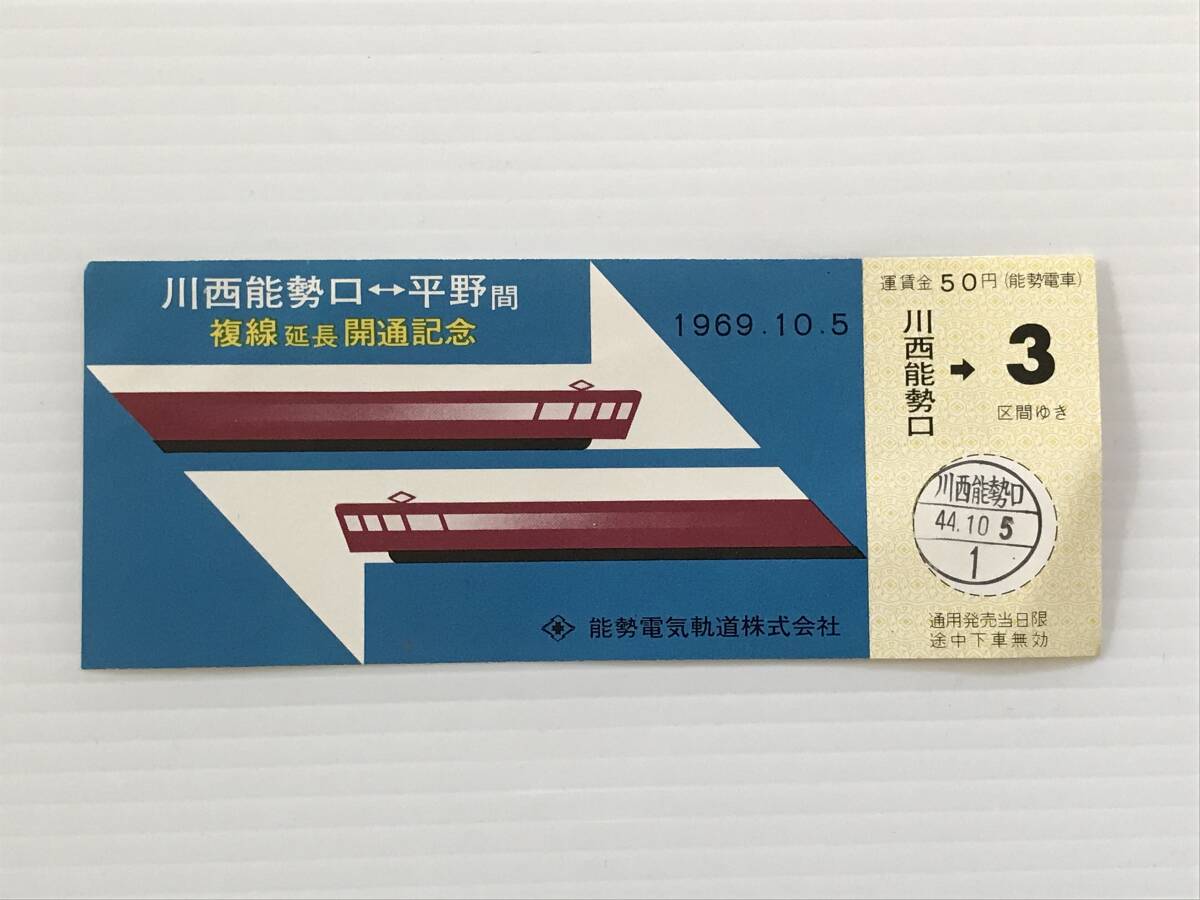 川西能勢口↔平野間
複線延長開通記念
1969.10.5
能勢電気軌道株式会社
運賃金50円(能勢電車)
川西能勢口➡3
区間ゆき
川西能勢口
44.10 5
1
通用発売当日限
途中下車無効